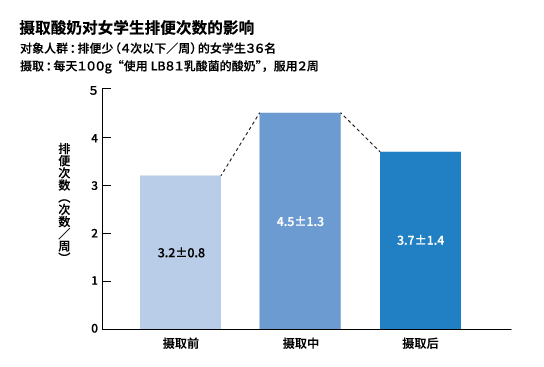 摄取酸奶对女学生排便次数的影响
对象人群：排便少（4次以下／周）的女学生36名
摄取：每天100g“使用 LB81乳酸菌的酸奶”，服用2周
排便次数（次数／周）
5
4
3
2
1
0
3.2±0.8
4.5±1.3
3.7±1.4
摄取前
摄取中
摄取后